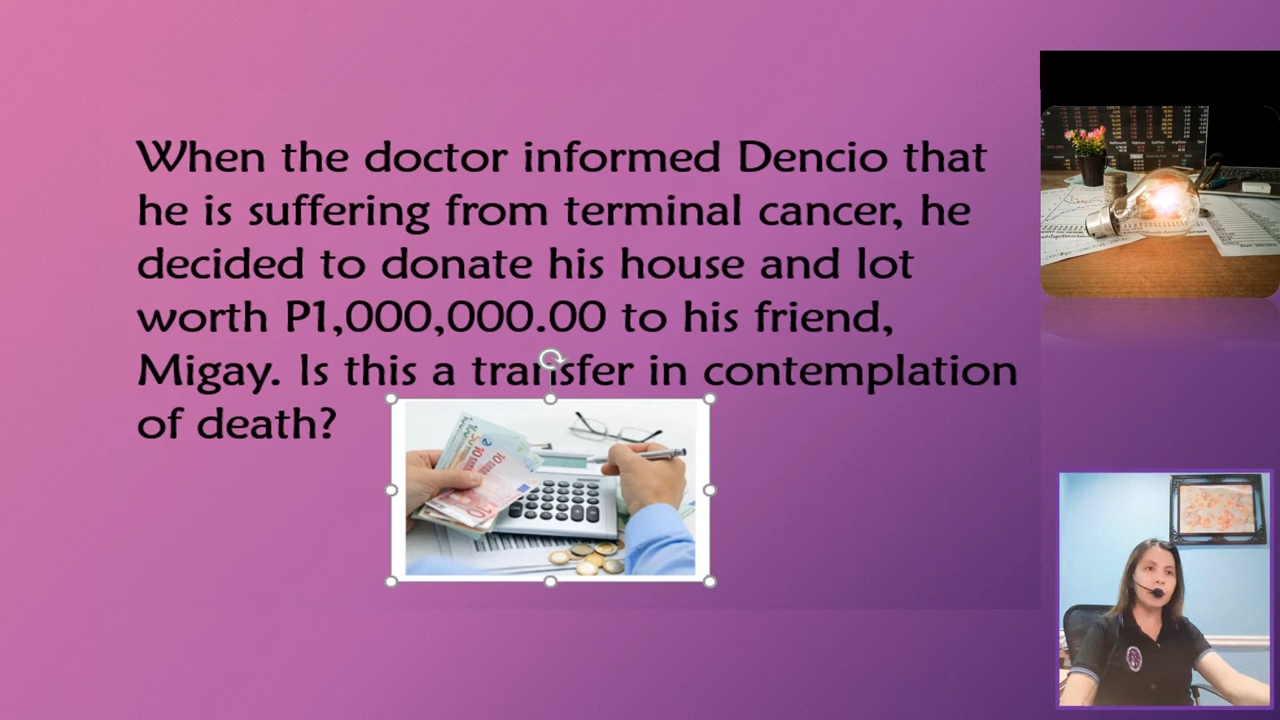 When the doctor informed Dencio that
he is suffering from terminal cancer, he
decided to donate his house and lot
worth P1,000,000.00 to his friend,
Migay. Is this a transfer in contemplation
of death?